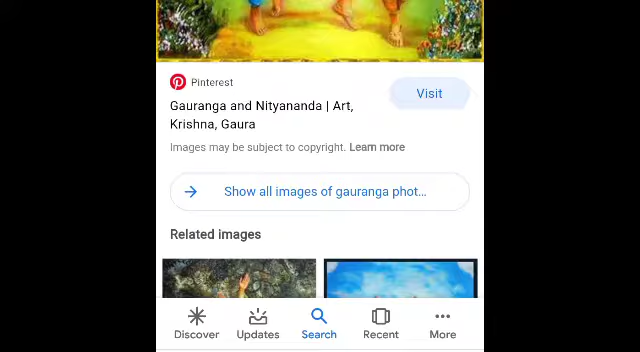 Pinterest
Visit
Gauranga and Nityananda | Art,
Krishna, Gaura
Images may be subject to copyright. Learn more
Show all images of gauranga phot...
Related images
Discover
Updates
Search
Recent
More